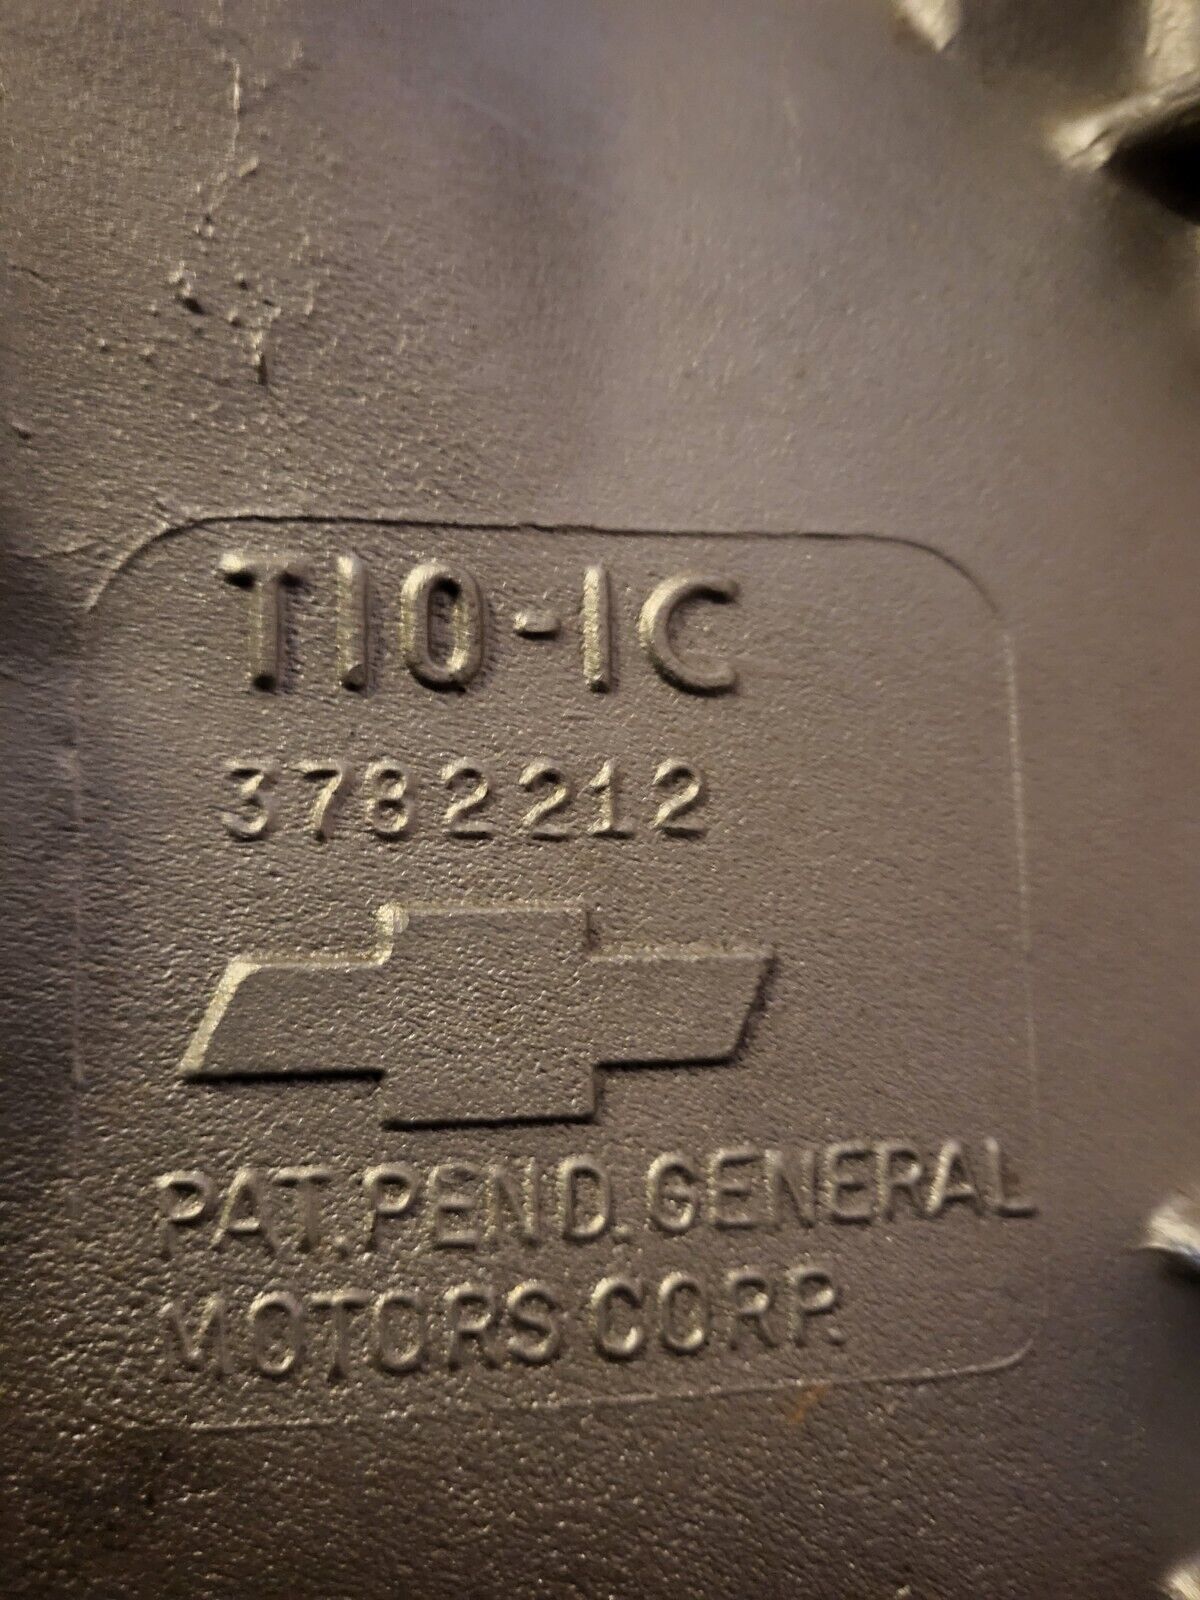 T10-1C
3782212
PAT. PEND. GENERAL
MOTORS CORP.